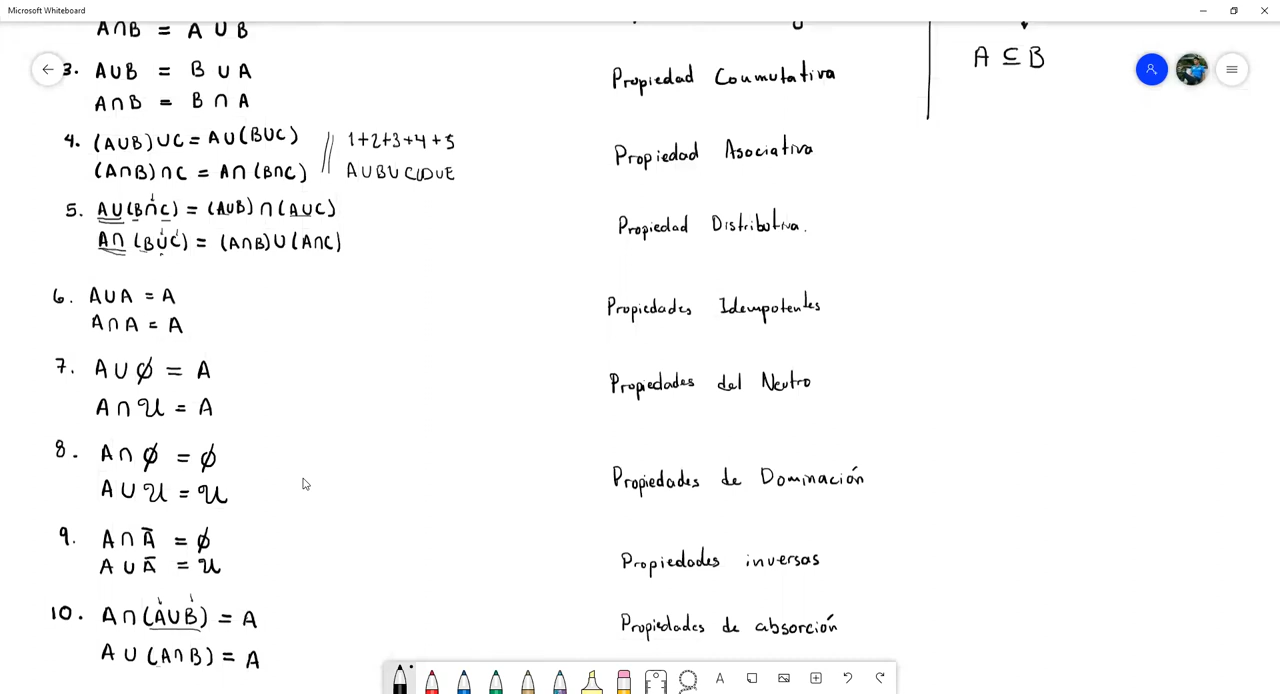 Microsoft Whiteboard
A∩B = A ∪ B
3. A∪B = B ∪ A Propiedad Conmutativa A ⊆ B
A∩B = B ∩ A
4. (A∪B)∪C = A∪(B∪C) // 1+2+3+4+5 Propiedad Asociativa
(A∩B)∩C = A∩(B∩C) A∪B∪C∪D∪E
5. A∪(B∩C) = (A∪B)∩(A∪C) Propiedad Distributiva.
A∩(B∪C) = (A∩B)∪(A∩C)
6. A∪A = A Propiedades Idempotentes
A∩A = A
7. A∪∅ = A Propiedades del Neutro
A∩U = A
8. A∩∅ = ∅ Propiedades de Dominación
A∪U = U
9. A∩Ā = ∅ Propiedades inversas
A∪Ā = U
10. A∩(A∪B) = A Propiedades de absorción
A∪(A∩B) = A